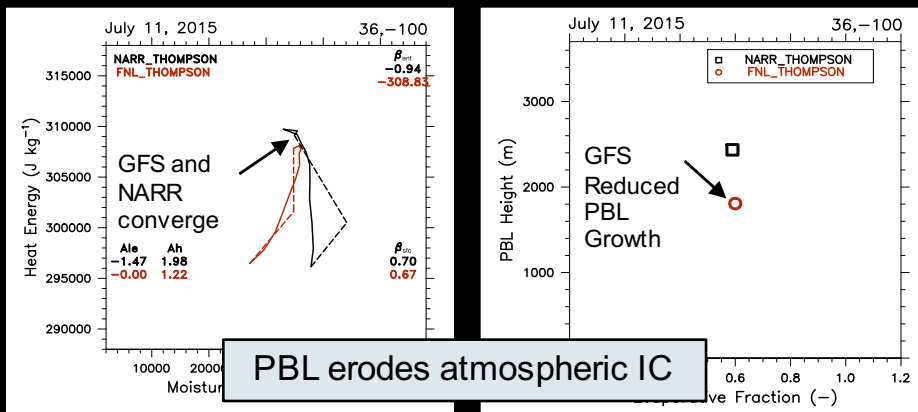 July 11, 2015
36,-100
NARR_THOMPSON
FNL_THOMPSON
βent
-0.94
-308.83
315000
310000
305000
300000
295000
290000
Heat Energy (J kg⁻¹)
GFS and
NARR
converge
Ale Ah
-1.47 1.98
-0.00 1.22
βsfc
0.70
0.67
10000
July 11, 2015
36,-100
NARR_THOMPSON
FNL_THOMPSON
3000
2000
1000
PBL Height (m)
GFS
Reduced
PBL
Growth
0.6 0.8 1.0 1.2
Fraction (-)
PBL erodes atmospheric IC